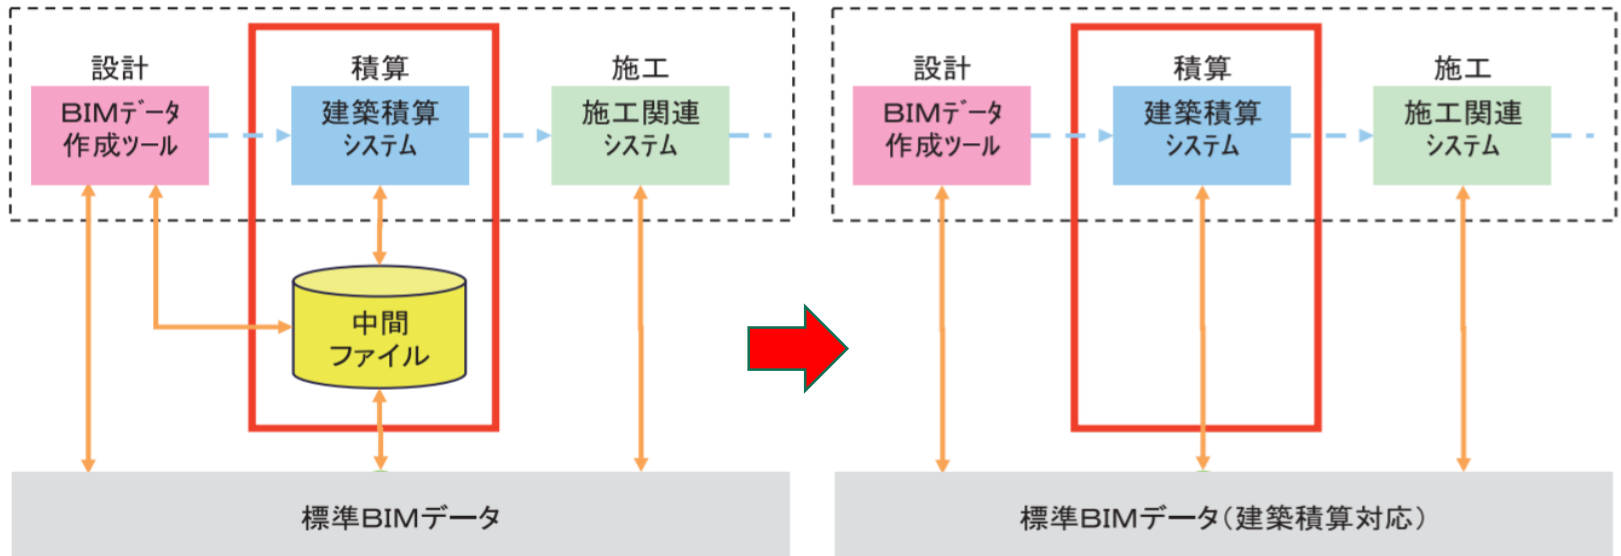 設計
BIMデータ
作成ツール
積算
建築積算
システム
施工
施工関連
システム
中間
ファイル
標準BIMデータ
設計
BIMデータ
作成ツール
積算
建築積算
システム
施工
施工関連
システム
標準BIMデータ（建築積算対応）